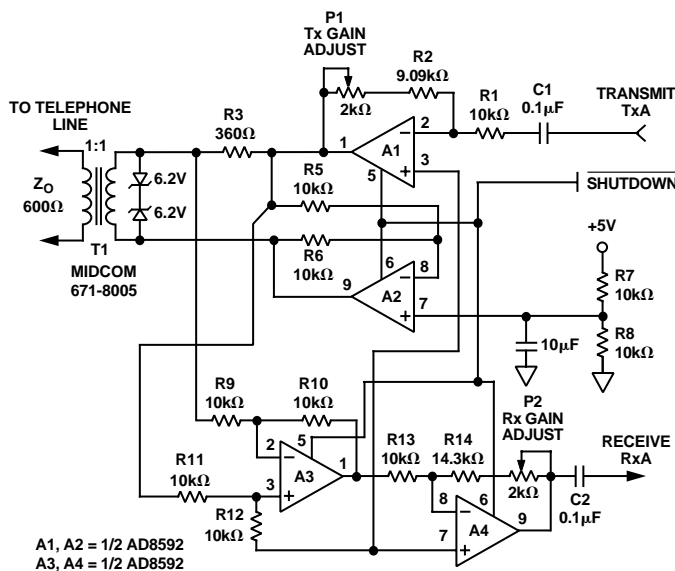 P1
Tx GAIN
ADJUST
2kΩ
R2
9.09kΩ
R1
10kΩ
C1
0.1µF
TRANSMIT
TxA
TO TELEPHONE
LINE
1:1
ZO
600Ω
6.2V
6.2V
T1
MIDCOM
671-8005
R3
360Ω
1
A1
2
3
5
R5
10kΩ
R6
10kΩ
9
A2
6
8
7
SHUTDOWN
+5V
R7
10kΩ
R8
10kΩ
10µF
R9
10kΩ
R10
10kΩ
R11
10kΩ
R12
10kΩ
2
3
5
A3
1
R13
10kΩ
R14
14.3kΩ
P2
Rx GAIN
ADJUST
2kΩ
8
7
6
A4
9
C2
0.1µF
RECEIVE
RxA
A1, A2 = 1/2 AD8592
A3, A4 = 1/2 AD8592